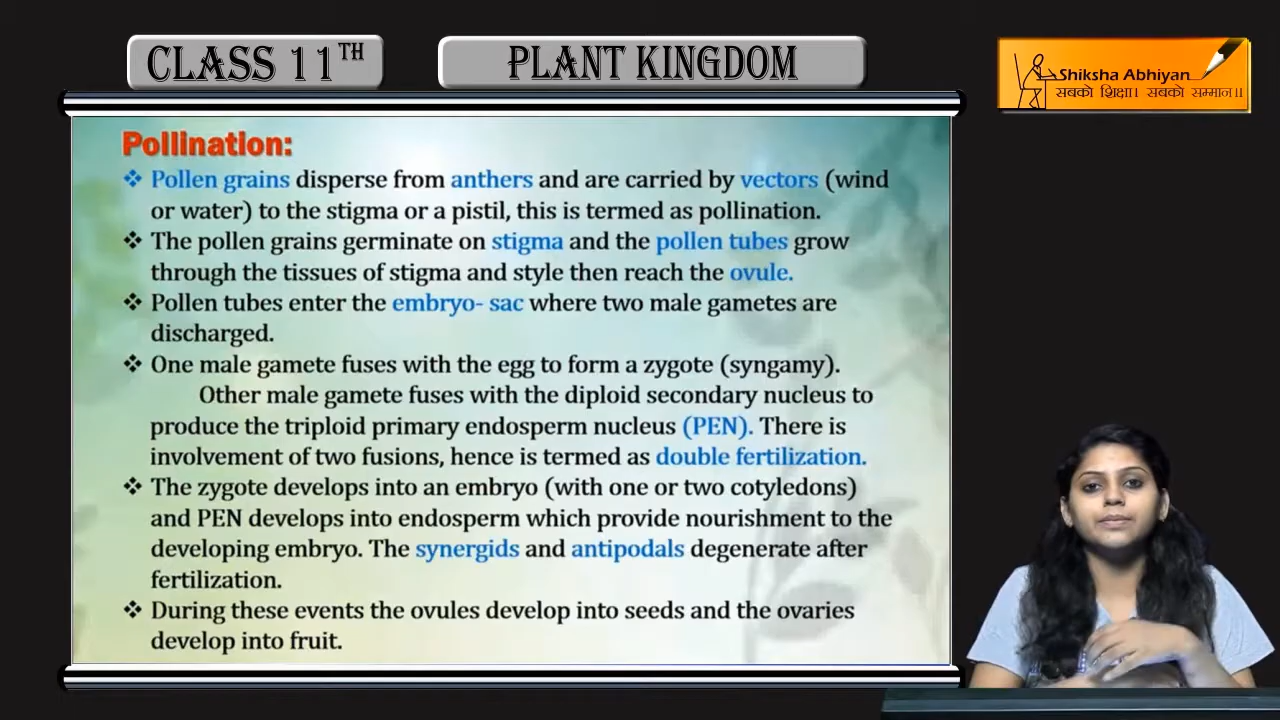 CLASS 11TH
PLANT KINGDOM
Shiksha Abhiyan
सबको शिक्षा। सबको सम्मान।।
Pollination:
❖ Pollen grains disperse from anthers and are carried by vectors (wind
or water) to the stigma or a pistil, this is termed as pollination.
❖ The pollen grains germinate on stigma and the pollen tubes grow
through the tissues of stigma and style then reach the ovule.
❖ Pollen tubes enter the embryo- sac where two male gametes are
discharged.
❖ One male gamete fuses with the egg to form a zygote (syngamy).
Other male gamete fuses with the diploid secondary nucleus to
produce the triploid primary endosperm nucleus (PEN). There is
involvement of two fusions, hence is termed as double fertilization.
❖ The zygote develops into an embryo (with one or two cotyledons)
and PEN develops into endosperm which provide nourishment to the
developing embryo. The synergids and antipodals degenerate after
fertilization.
❖ During these events the ovules develop into seeds and the ovaries
develop into fruit.